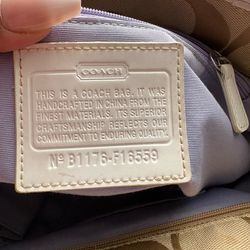 COACH
THIS IS A COACH BAG. IT WAS
HANDCRAFTED IN CHINA FROM THE
FINEST MATERIALS. ITS SUPERIOR
CRAFTSMANSHIP REFLECTS OUR
COMMITMENT TO ENDURING QUALITY.
Nº B1176-F16559